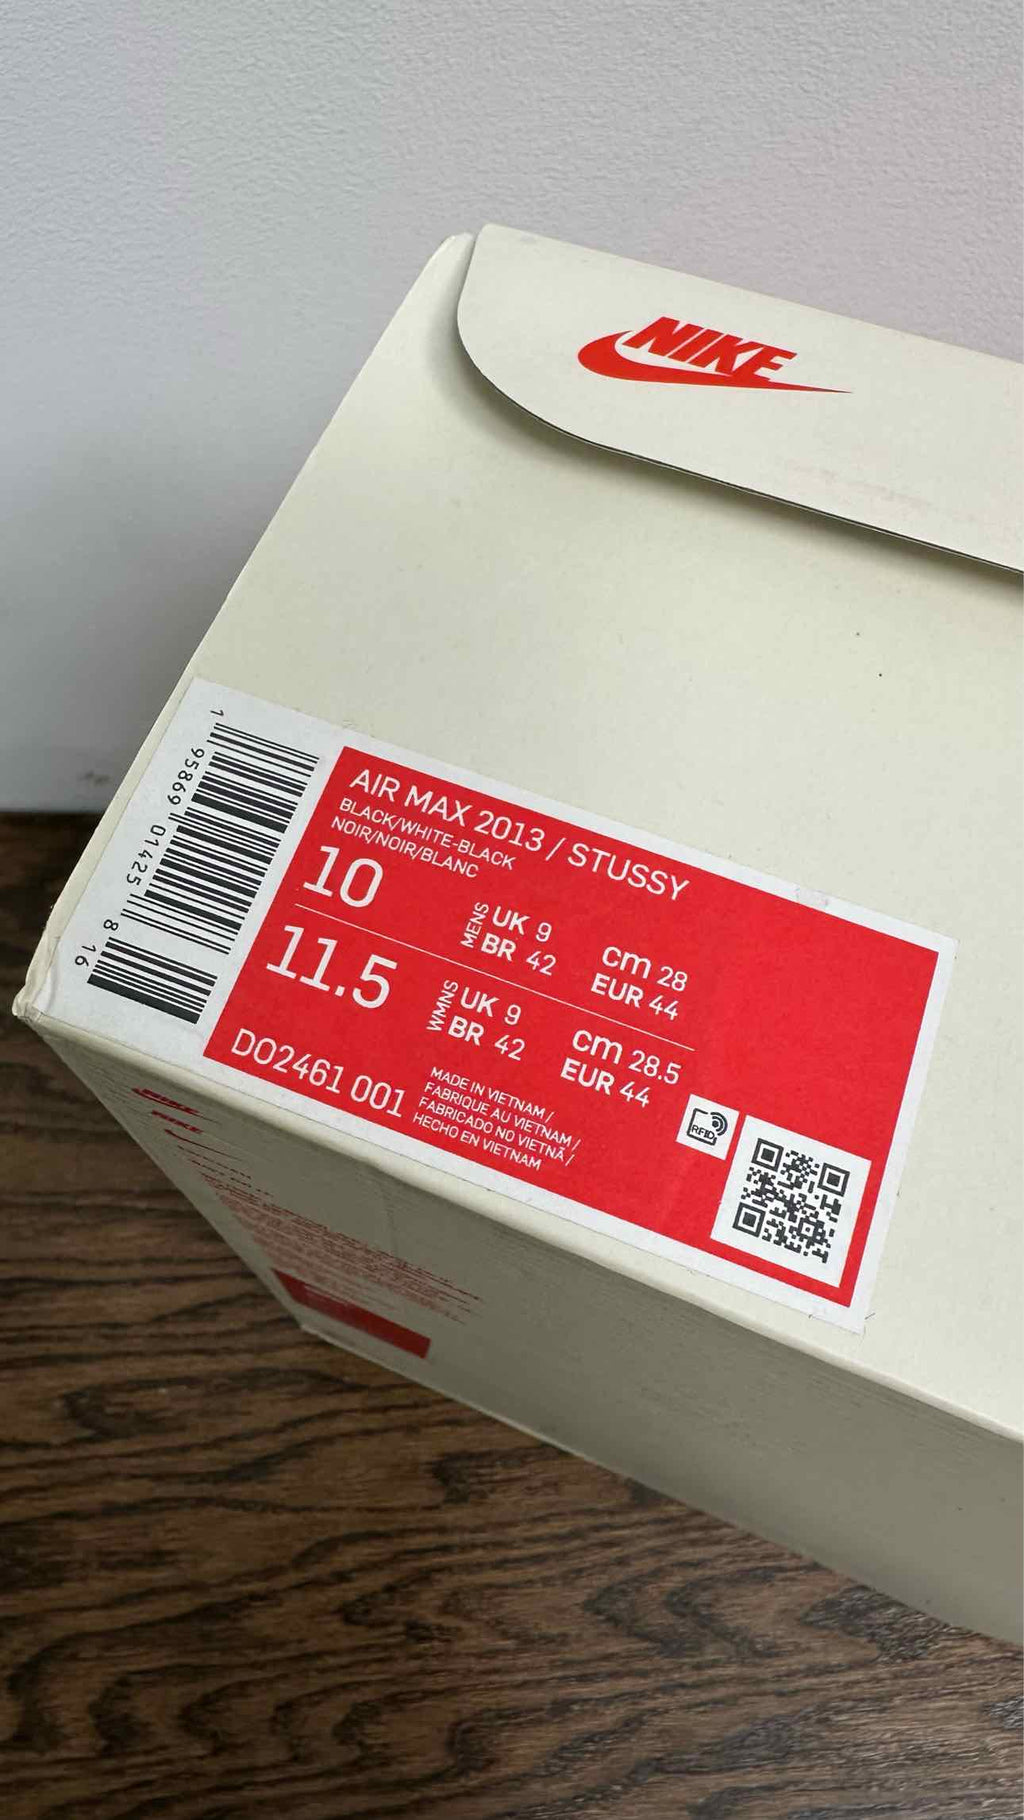 NIKE
AIR MAX 2013 / STUSSY
BLACK/WHITE-BLACK
NOIR/NOIR/BLANC
10
MENS
UK 9
BR 42
cm 28
EUR 44
11.5
WMNS
UK 9
BR 42
cm 28.5
EUR 44
DO2461 001
MADE IN VIETNAM /
FABRIQUE AU VIETNAM /
FABRICADO NO VIETNÃ /
HECHO EN VIETNAM
RFID
1 95869 01425 8 16
NIKE
NIKE